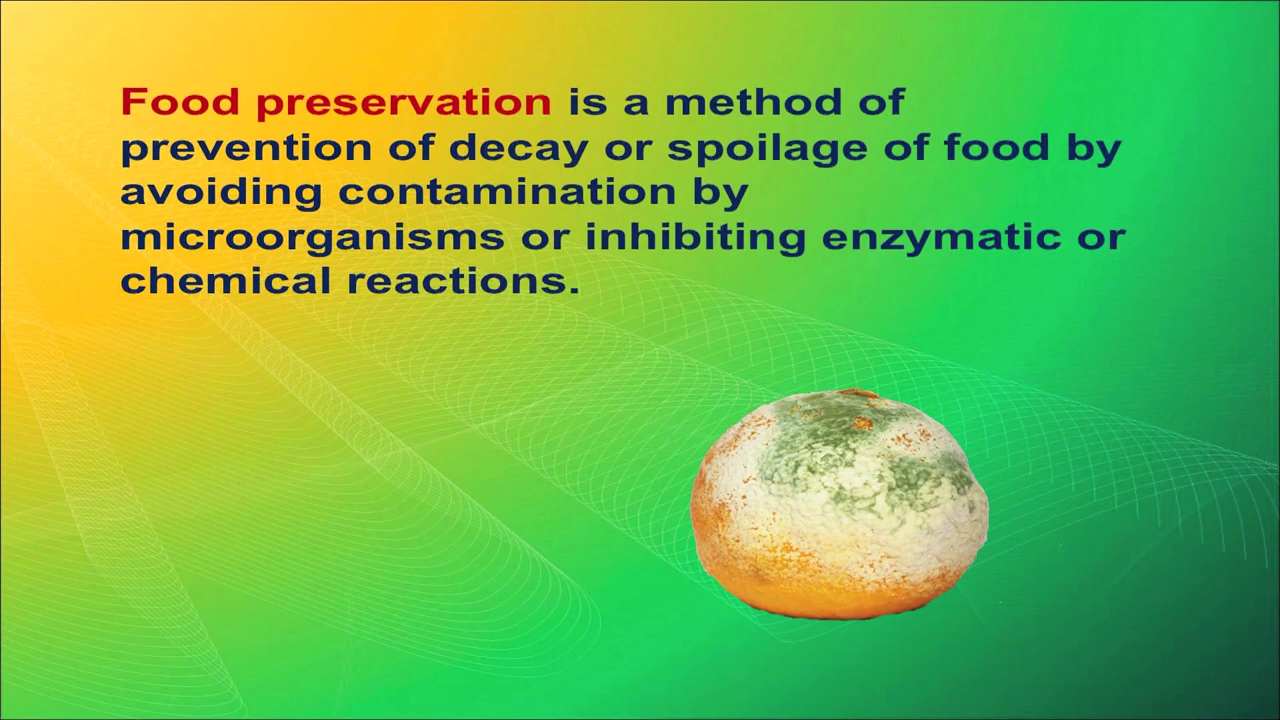 Food preservation is a method of
prevention of decay or spoilage of food by
avoiding contamination by
microorganisms or inhibiting enzymatic or
chemical reactions.